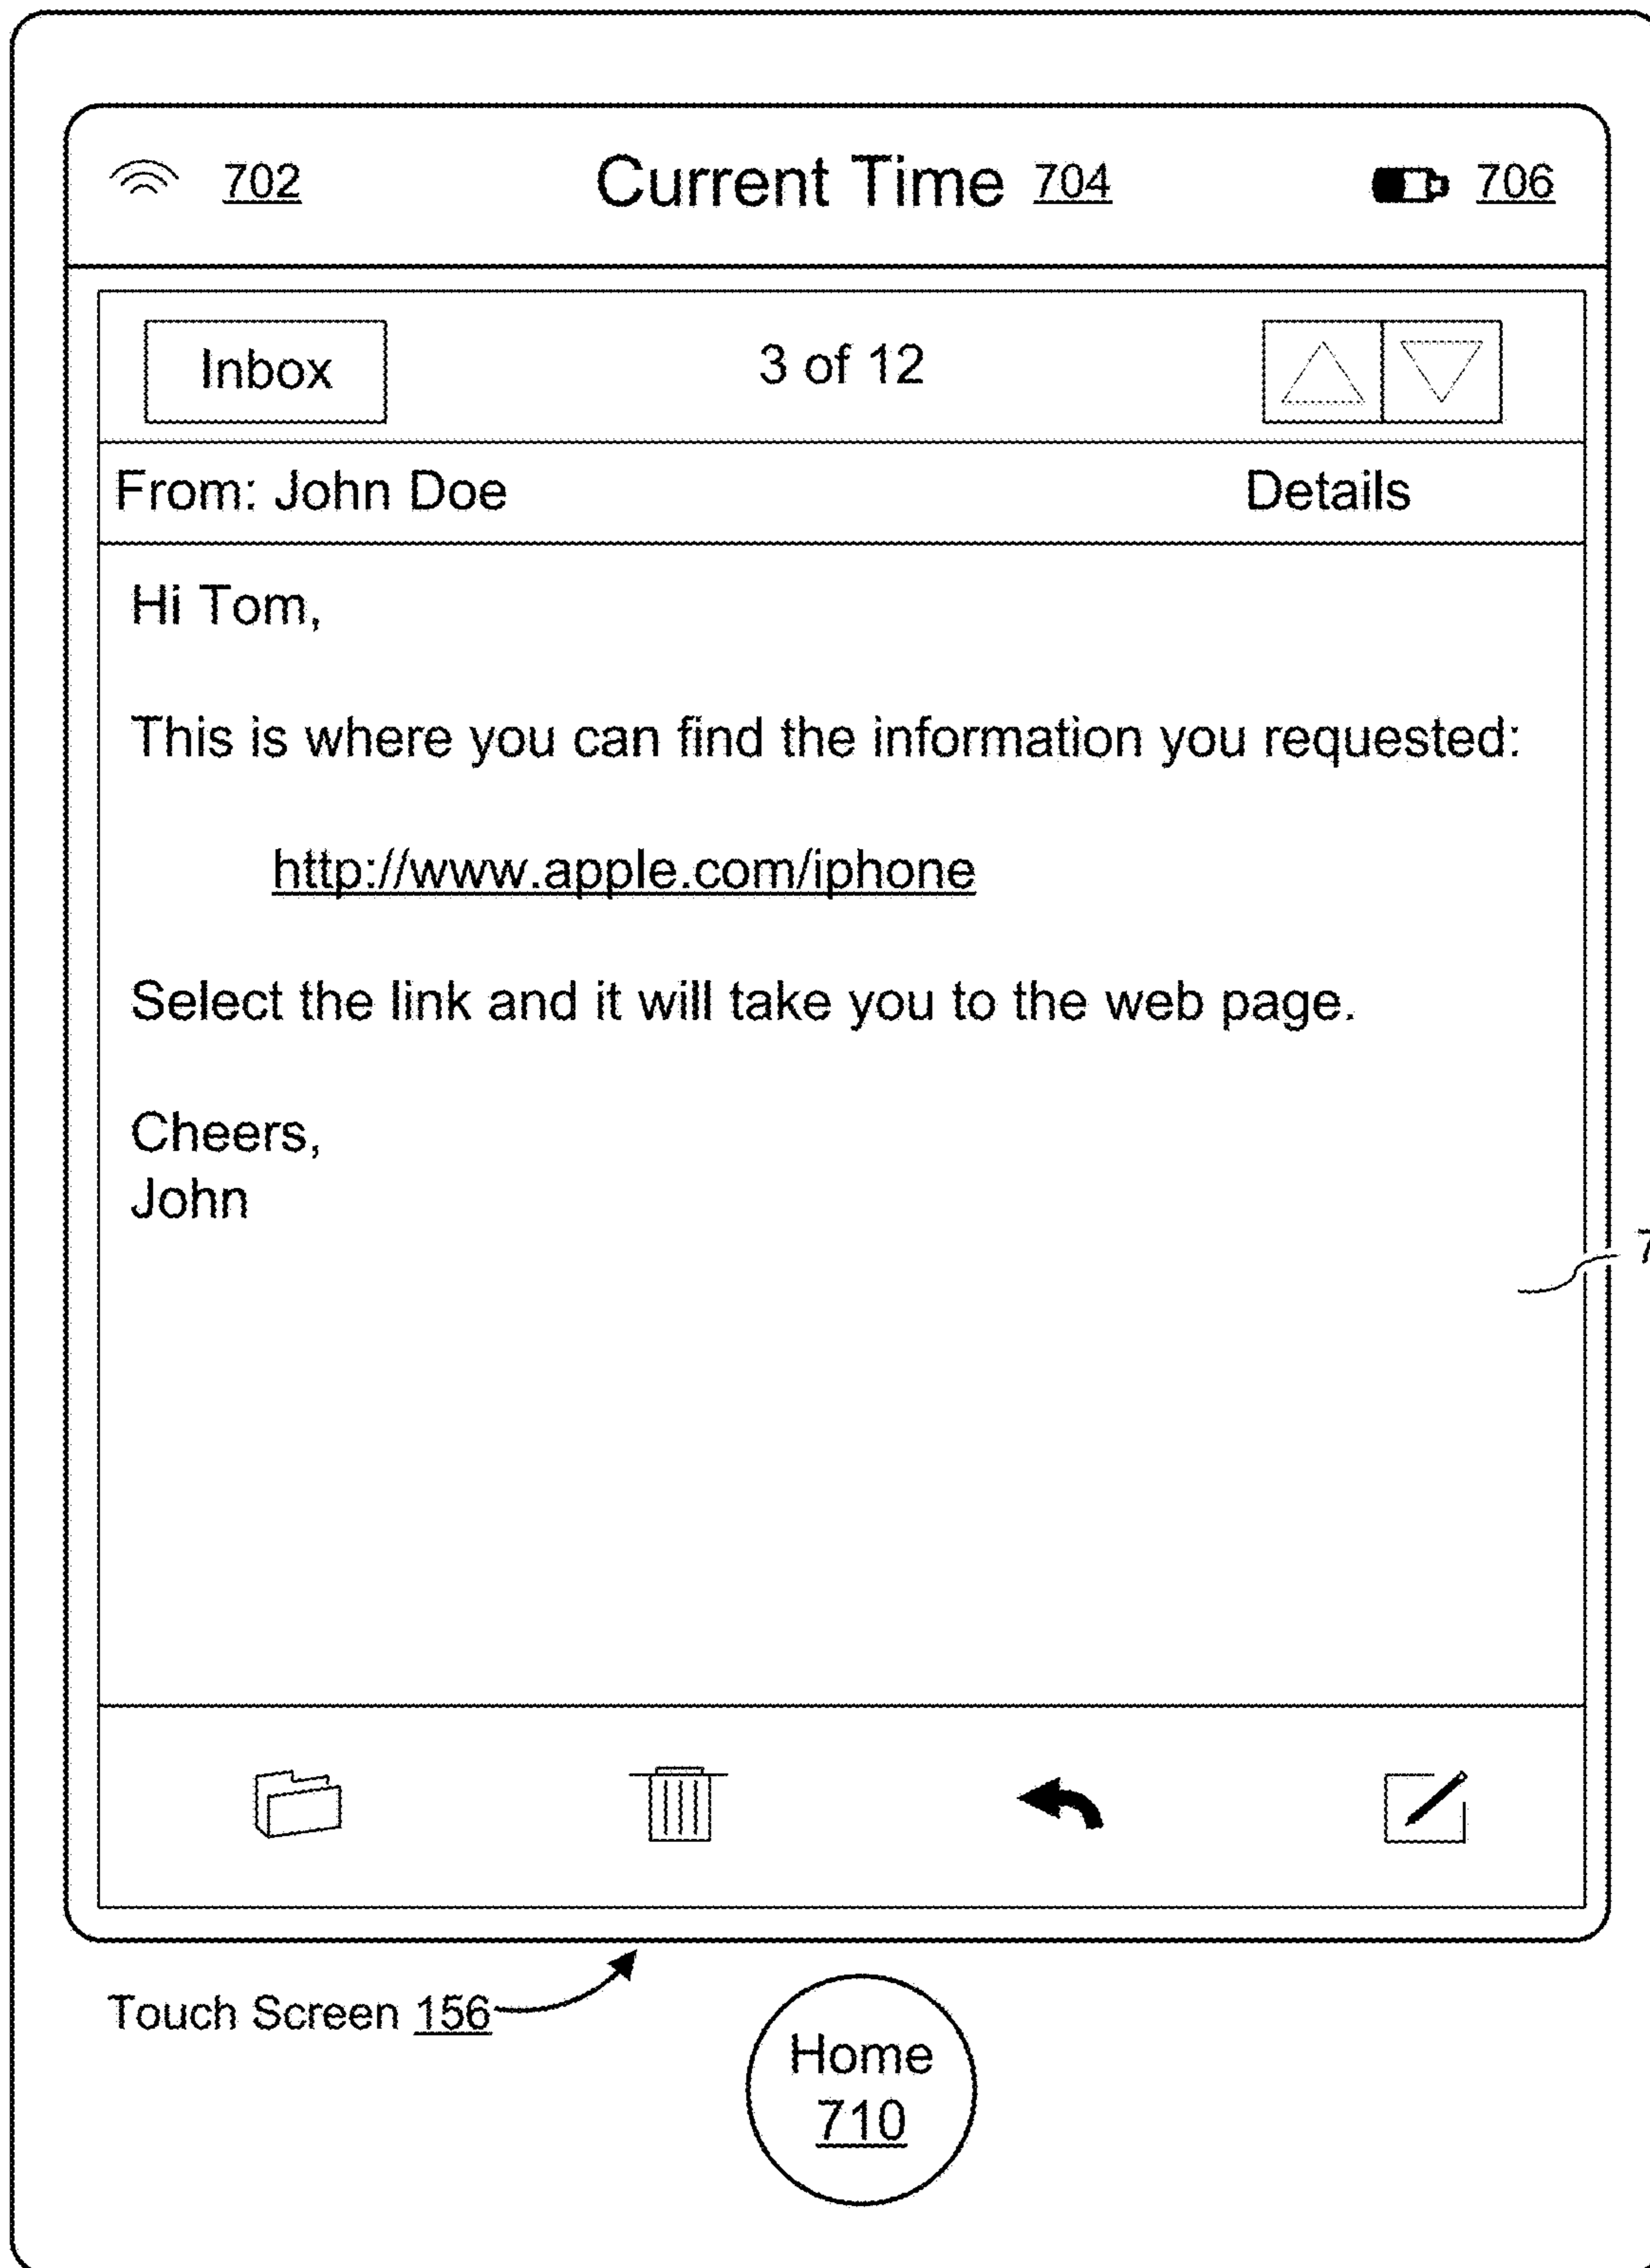 702 Current Time 704 706
Inbox 3 of 12
From: John Doe Details
Hi Tom,
This is where you can find the information you requested:
http://www.apple.com/iphone
Select the link and it will take you to the web page.
Cheers,
John
Touch Screen 156
Home
710